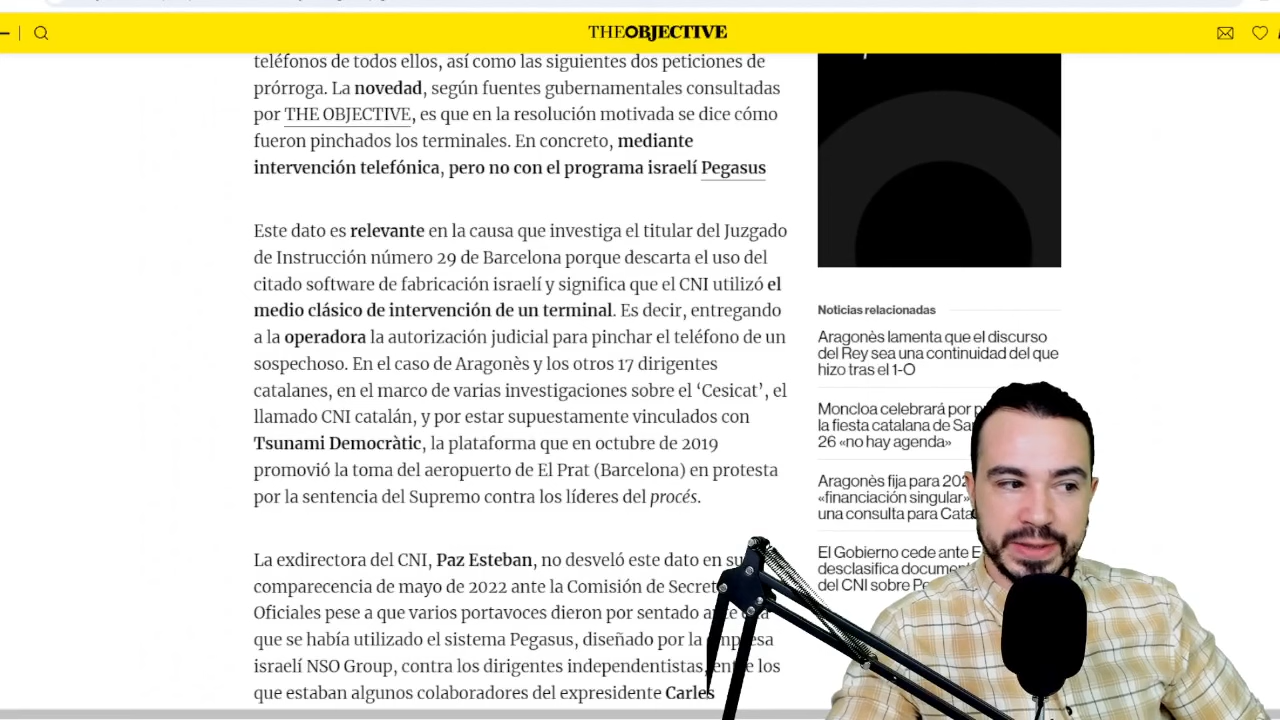 THE OBJECTIVE
teléfonos de todos ellos, así como las siguientes dos peticiones de
prórroga. La novedad, según fuentes gubernamentales consultadas
por THE OBJECTIVE, es que en la resolución motivada se dice cómo
fueron pinchados los terminales. En concreto, mediante
intervención telefónica, pero no con el programa israelí Pegasus
Este dato es relevante en la causa que investiga el titular del Juzgado
de Instrucción número 29 de Barcelona porque descarta el uso del
citado software de fabricación israelí y significa que el CNI utilizó el
medio clásico de intervención de un terminal. Es decir, entregando
a la operadora la autorización judicial para pinchar el teléfono de un
sospechoso. En el caso de Aragonès y los otros 17 dirigentes
catalanes, en el marco de varias investigaciones sobre el ‘Cesicat’, el
llamado CNI catalán, y por estar supuestamente vinculados con
Tsunami Democràtic, la plataforma que en octubre de 2019
promovió la toma del aeropuerto de El Prat (Barcelona) en protesta
por la sentencia del Supremo contra los líderes del procés.
La exdirectora del CNI, Paz Esteban, no desveló este dato en su
comparecencia de mayo de 2022 ante la Comisión de Secret
Oficiales pese a que varios portavoces dieron por sentado
que se había utilizado el sistema Pegasus, diseñado por la
israelí NSO Group, contra los dirigentes independentistas, entre los
que estaban algunos colaboradores del expresidente Carles
Noticias relacionadas
Aragonès lamenta que el discurso
del Rey sea una continuidad del que
hizo tras el 1-O
Moncloa celebrará por
la fiesta catalana de Sa
26 «no hay agenda»
Aragonès fija para 202
«financiación singular»
una consulta para Cata
El Gobierno cede ante E
desclasifica docume
del CNI sobre Pe